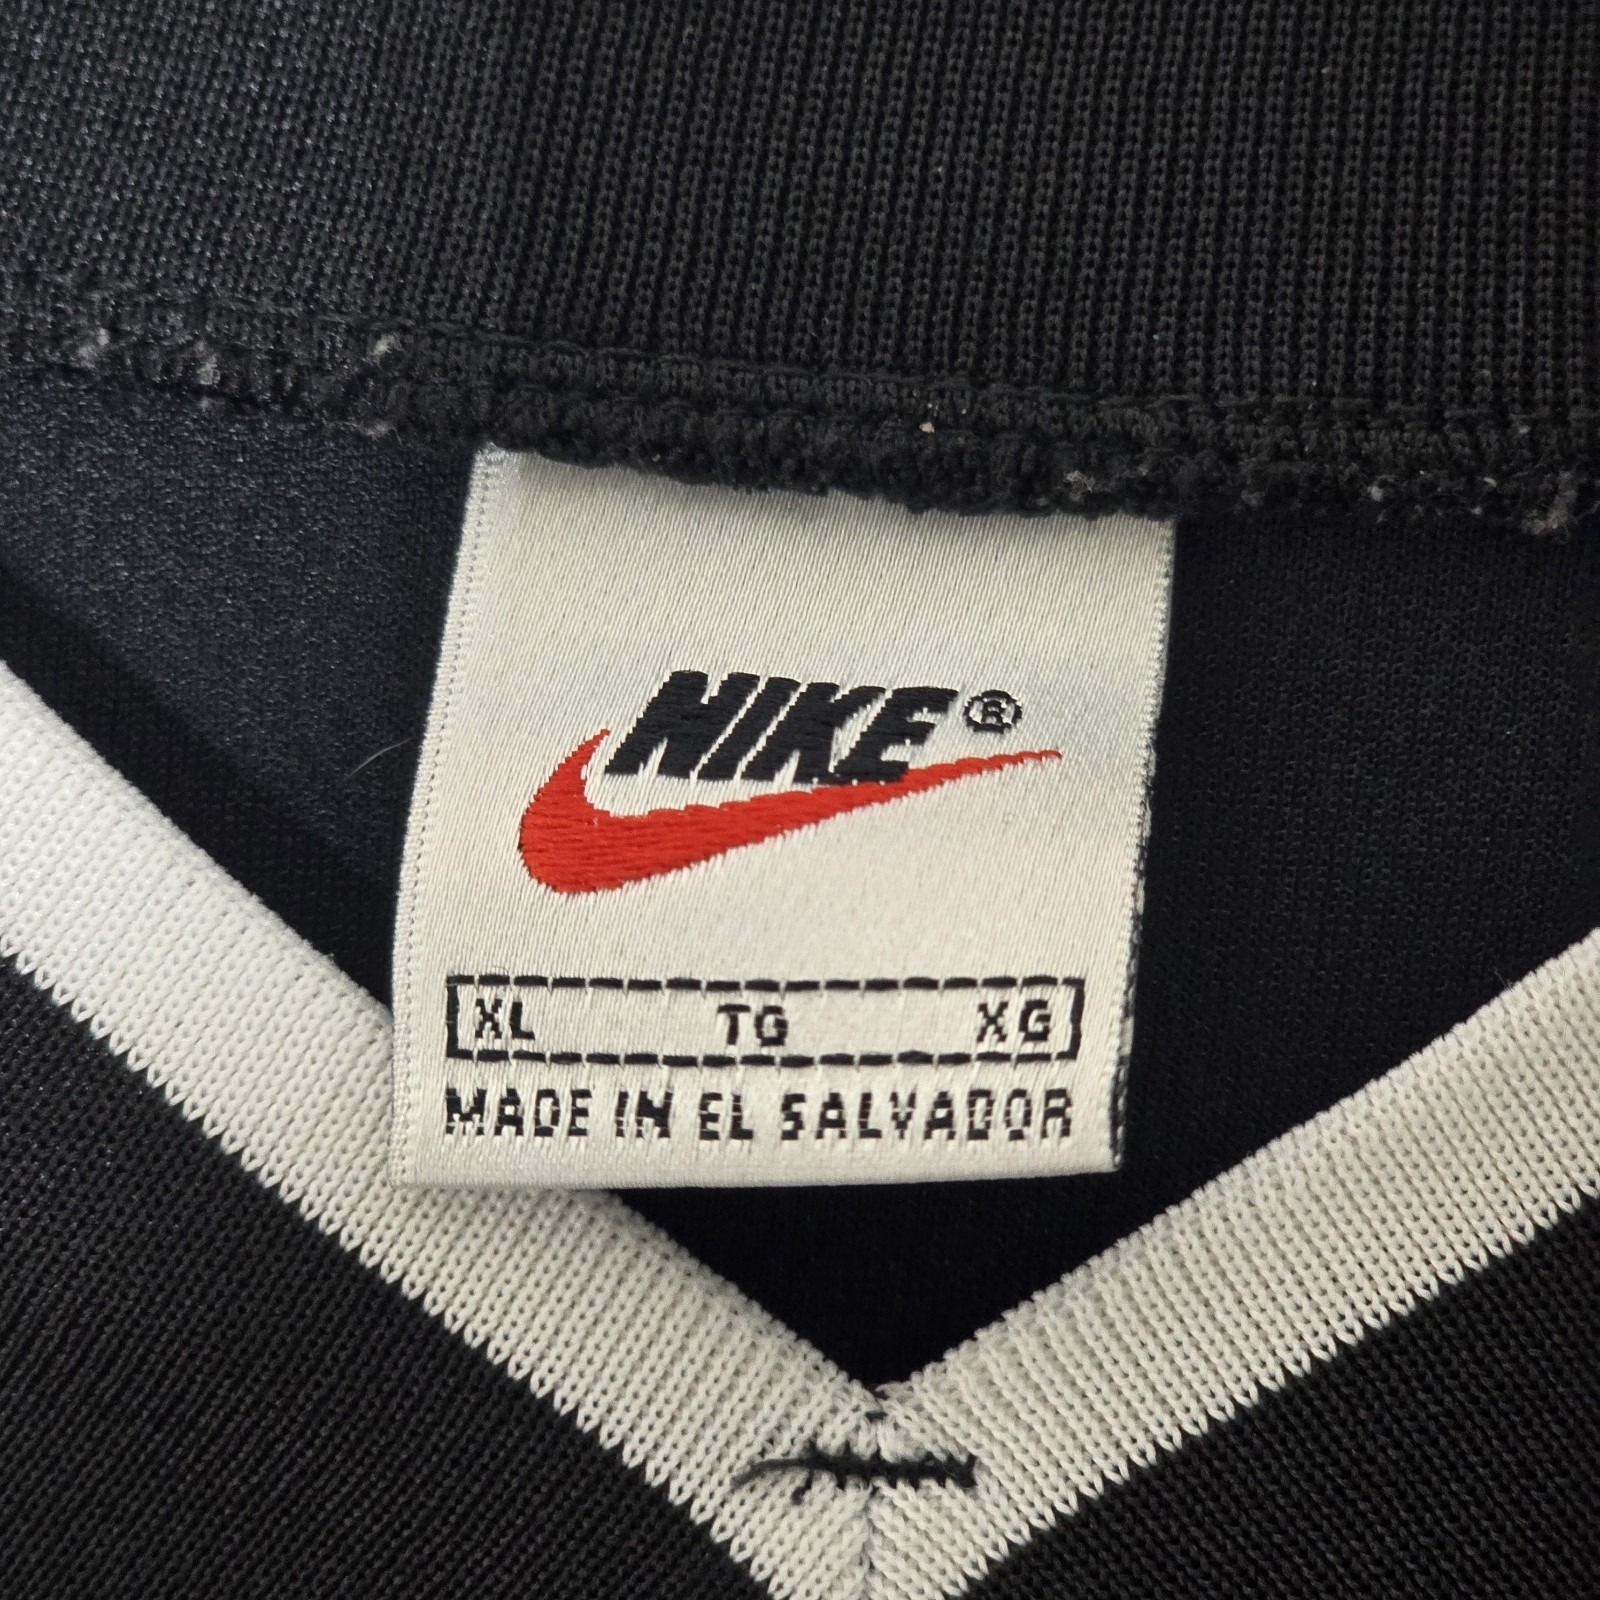 NIKE®
XL TG XG
MADE IN EL SALVADOR